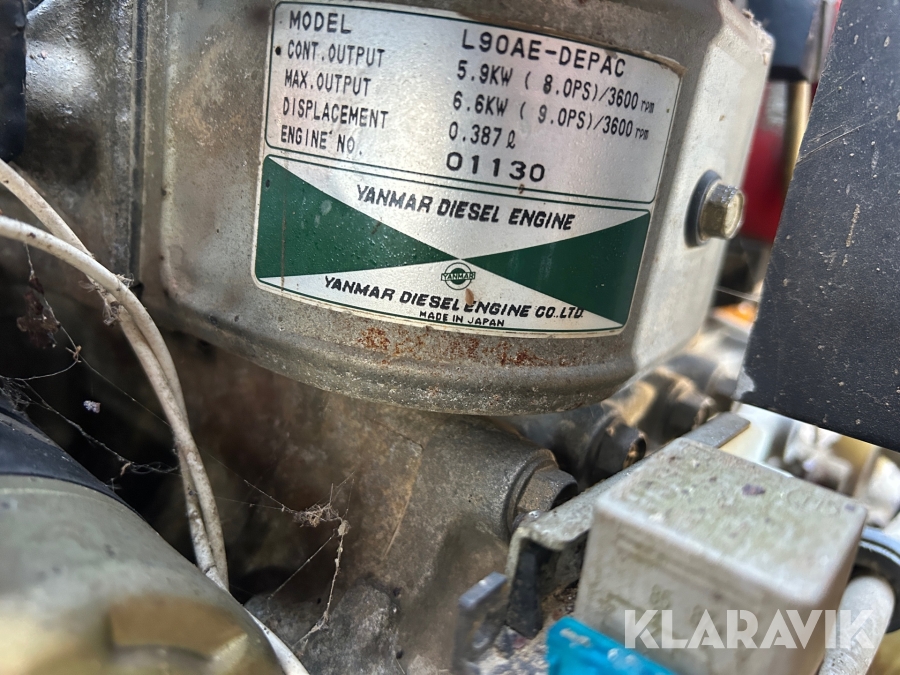 MODEL L90AE-DEPAC
CONT.OUTPUT 5.9KW ( 8.0PS)/3600 rpm
MAX.OUTPUT 6.6KW ( 9.0PS)/3600 rpm
DISPLACEMENT 0.387ℓ
ENGINE NO. 01130
YANMAR DIESEL ENGINE
YANMAR
YANMAR DIESEL ENGINE CO.,LTD.
MADE IN JAPAN
KLARAVIK